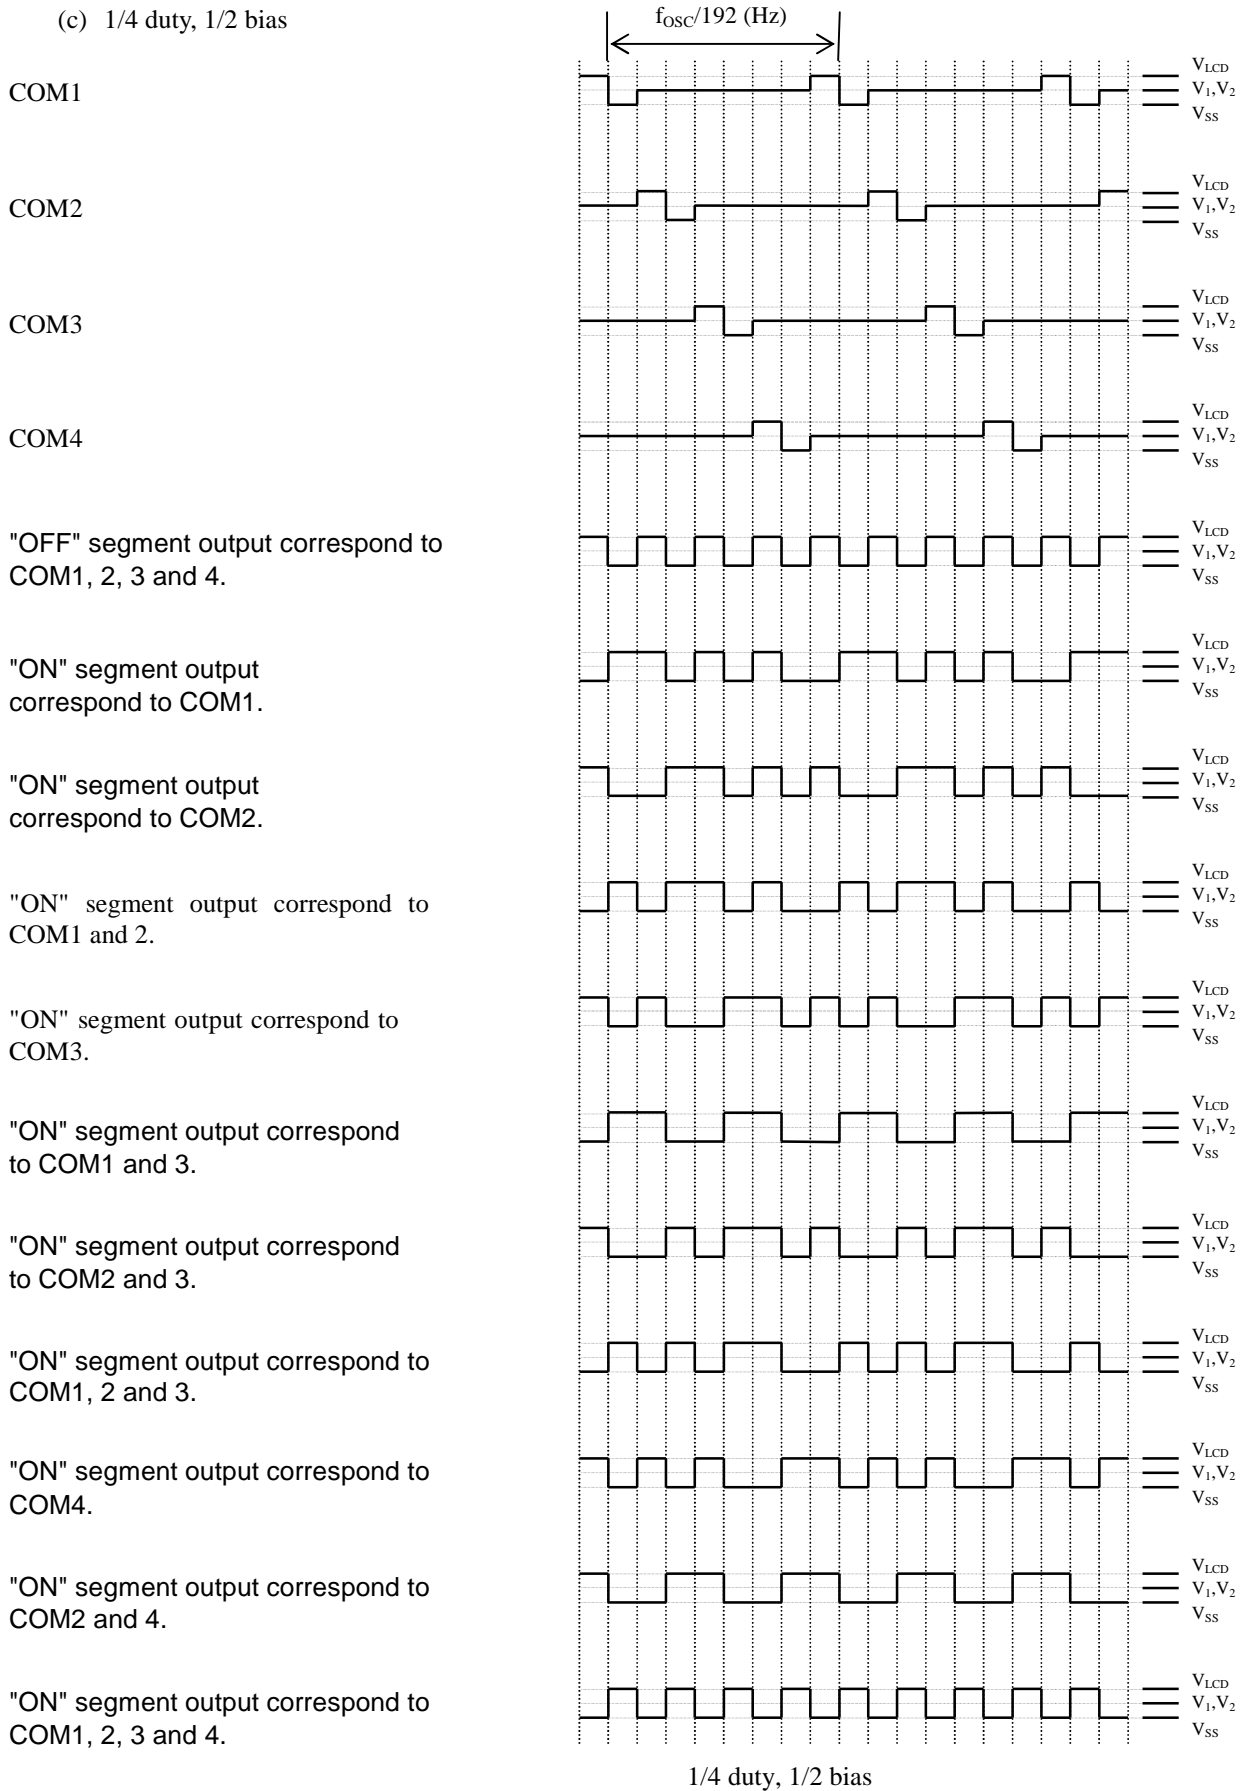 (c) 1/4 duty, 1/2 bias
fOSC/192 (Hz)
COM1
VLCD
V1,V2
VSS
COM2
VLCD
V1,V2
VSS
COM3
VLCD
V1,V2
VSS
COM4
VLCD
V1,V2
VSS
"OFF" segment output correspond to
COM1, 2, 3 and 4.
VLCD
V1,V2
VSS
"ON" segment output
correspond to COM1.
VLCD
V1,V2
VSS
"ON" segment output
correspond to COM2.
VLCD
V1,V2
VSS
"ON" segment output correspond to
COM1 and 2.
VLCD
V1,V2
VSS
"ON" segment output correspond to
COM3.
VLCD
V1,V2
VSS
"ON" segment output correspond
to COM1 and 3.
VLCD
V1,V2
VSS
"ON" segment output correspond
to COM2 and 3.
VLCD
V1,V2
VSS
"ON" segment output correspond to
COM1, 2 and 3.
VLCD
V1,V2
VSS
"ON" segment output correspond to
COM4.
VLCD
V1,V2
VSS
"ON" segment output correspond to
COM2 and 4.
VLCD
V1,V2
VSS
"ON" segment output correspond to
COM1, 2, 3 and 4.
VLCD
V1,V2
VSS
1/4 duty, 1/2 bias